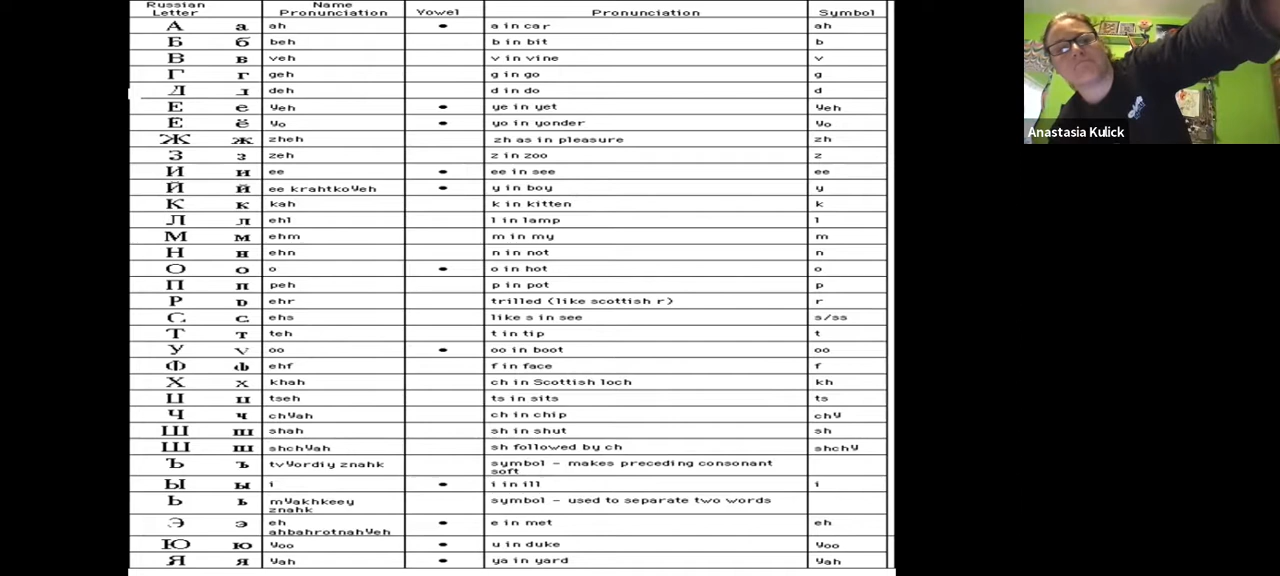 Russian Letter Name Pronunciation Vowel Pronunciation Symbol
А а ah • a in car ah
Б б beh b in bit b
В в veh v in vine v
Г г geh g in go g
Д д deh d in do d
Е е yeh • ye in yet yeh
Ё ё yo • yo in yonder yo
Ж ж zheh zh as in pleasure zh
З з zeh z in zoo z
И и ee • ee in see ee
Й й ee krahtkoyeh • y in boy y
К к kah k in kitten k
Л л ehl l in lamp l
М м ehm m in my m
Н н ehn n in not n
О о o • o in hot o
П п peh p in pot p
Р р ehr trilled (like scottish r) r
С с ehs like s in see s/ss
Т т teh t in tip t
У у oo • oo in boot oo
Ф ф ehf f in face f
Х х khah ch in Scottish loch kh
Ц ц tseh ts in sits ts
Ч ч chyah ch in chip chy
Ш ш shah sh in shut sh
Щ щ shchyah sh followed by ch shchy
Ъ ъ tvyordiy znahk symbol - makes preceding consonant soft
Ы ы i • i in ill i
Ь ь myahkheey znahk symbol - used to separate two words
Э э eh ahbahrotnahyeh • e in met eh
Ю ю yoo • u in duke yoo
Я я yah • ya in yard yah
Anastasia Kulick